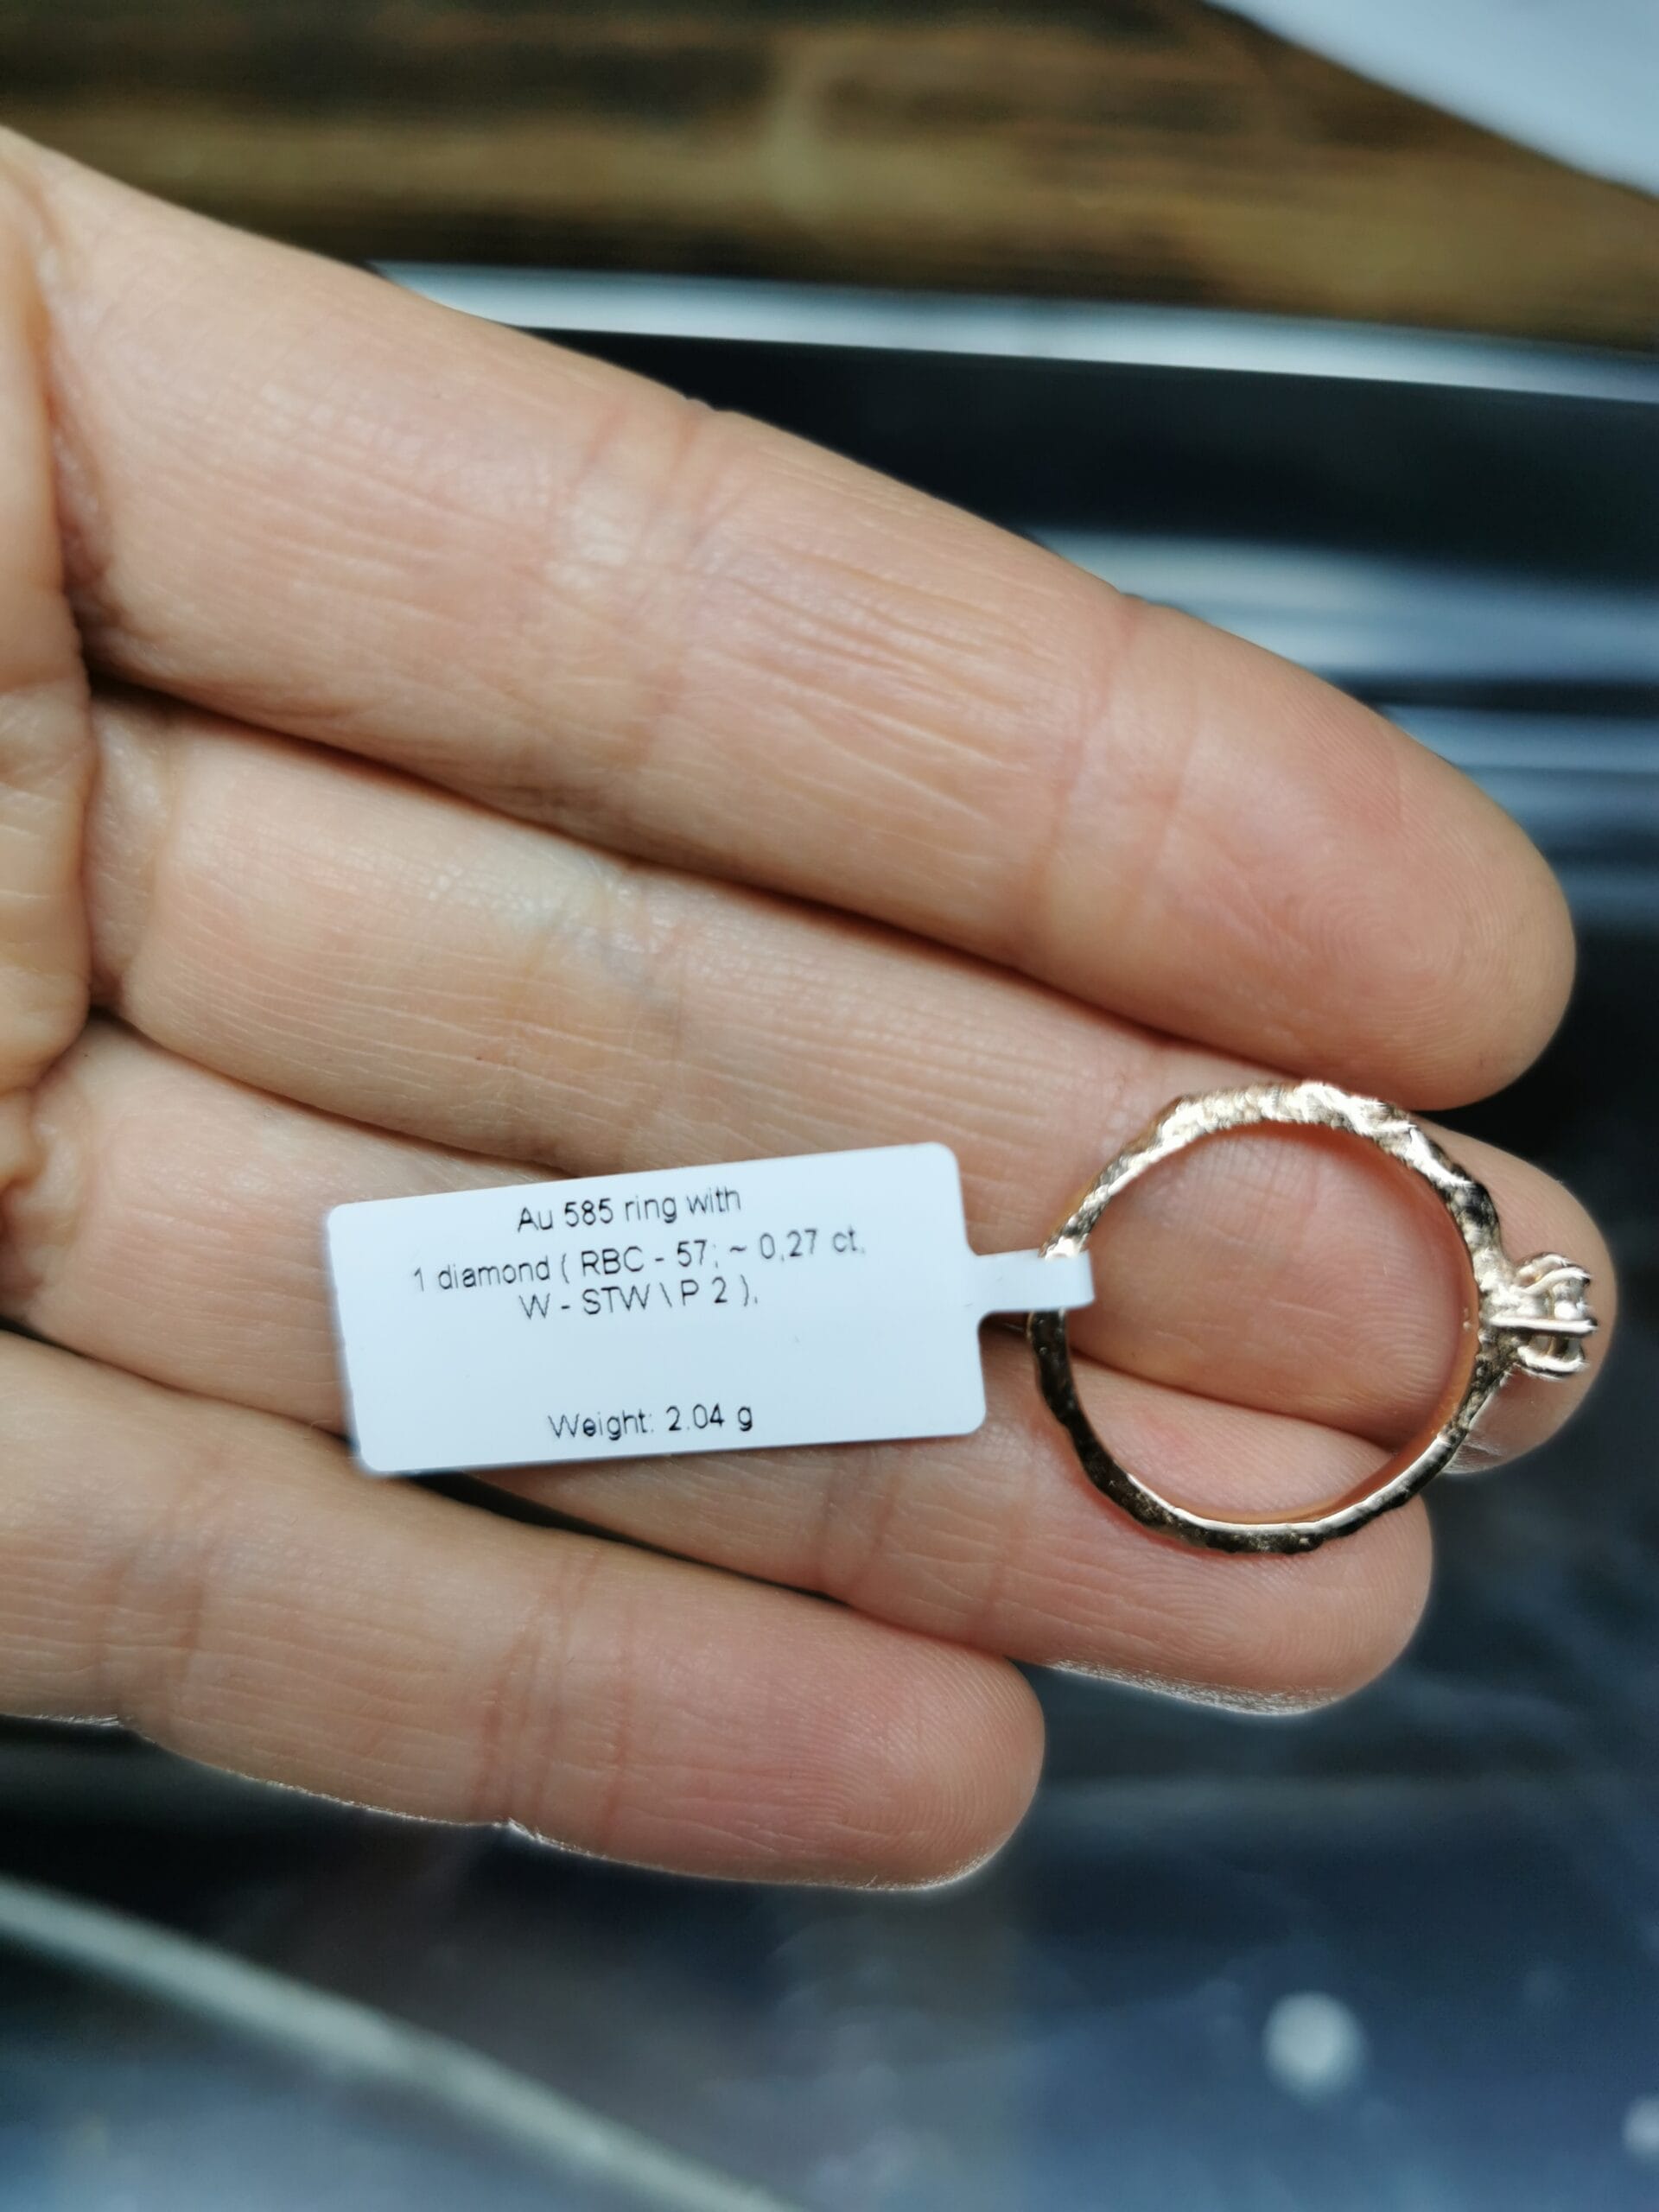 Au 585 ring with
1 diamond ( RBC - 57; ~ 0,27 ct,
W - STW \ P 2 ),
Weight: 2.04 g